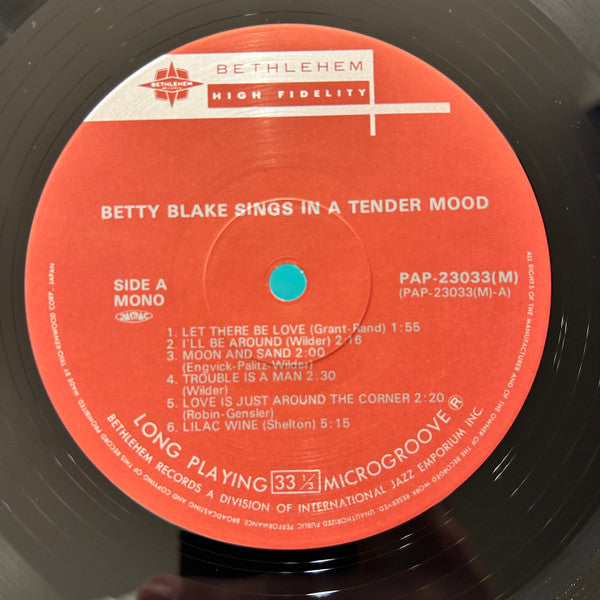 BETHLEHEM
BETHLEHEM
HIGH FIDELITY
BETTY BLAKE SINGS IN A TENDER MOOD
SIDE A
MONO
JASRAC
PAP-23033(M)
(PAP-23033(M)-A)
1. LET THERE BE LOVE (Grant-Rand) 1:55
2. I'LL BE AROUND (Wilder) 2:16
3. MOON AND SAND 2:00
(Engvick-Palitz-Wilder)
4. TROUBLE IS A MAN 2:30
(Wilder)
5. LOVE IS JUST AROUND THE CORNER 2:20
(Robin-Gensler)
6. LILAC WINE (Shelton) 5:15
LONG PLAYING 33 1/3 MICROGROOVE ®
BETHLEHEM RECORDS A DIVISION OF INTERNATIONAL JAZZ EMPORIUM INC.
ALL RIGHTS OF THE MANUFACTURER AND OF THE OWNER OF THE RECORDED WORK RESERVED. UNAUTHORIZED PUBLIC PERFORMANCE, BROADCASTING AND COPYING OF THIS RECORD PROHIBITED. MADE BY TRIO-KENWOOD CORP., JAPAN